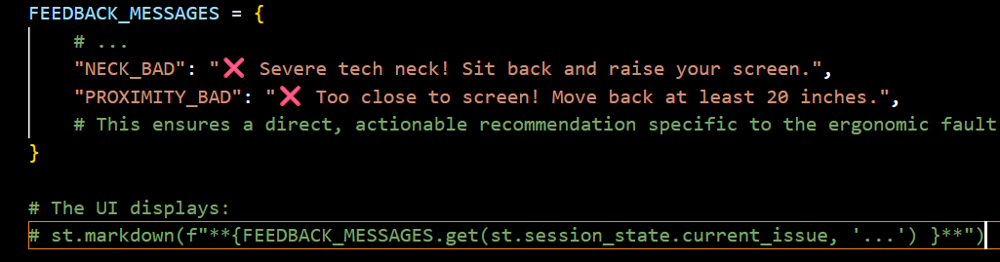 FEEDBACK_MESSAGES = {
    # ...
    "NECK_BAD": "❌ Severe tech neck! Sit back and raise your screen.",
    "PROXIMITY_BAD": "❌ Too close to screen! Move back at least 20 inches.",
    # This ensures a direct, actionable recommendation specific to the ergonomic fault
}
# The UI displays:
# st.markdown(f"**{FEEDBACK_MESSAGES.get(st.session_state.current_issue, '...') }**")